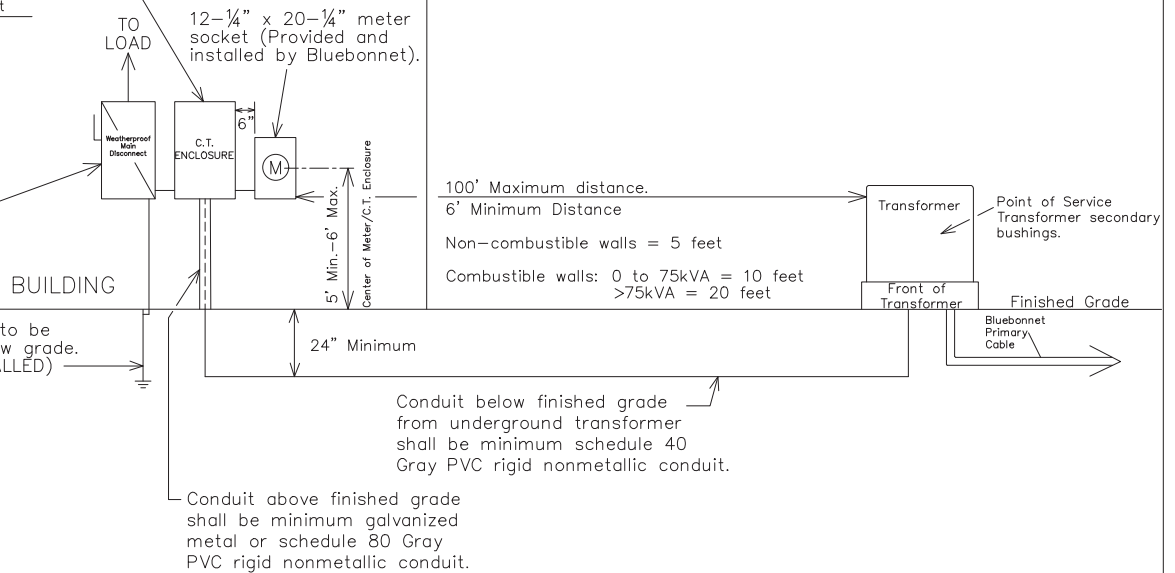 TO
LOAD
12-¼" x 20-¼" meter
socket (Provided and
installed by Bluebonnet).
6"
Weatherproof
Main
Disconnect
C.T.
ENCLOSURE
M
5' Min.-6' Max.
Center of Meter/C.T. Enclosure
100' Maximum distance.
6' Minimum Distance
Non-combustible walls = 5 feet
Combustible walls: 0 to 75kVA = 10 feet
>75kVA = 20 feet
Transformer
Point of Service
Transformer secondary
bushings.
Front of
Transformer
BUILDING
Finished Grade
to be
w grade.
LLED)
24" Minimum
Bluebonnet
Primary
Cable
Conduit below finished grade
from underground transformer
shall be minimum schedule 40
Gray PVC rigid nonmetallic conduit.
Conduit above finished grade
shall be minimum galvanized
metal or schedule 80 Gray
PVC rigid nonmetallic conduit.